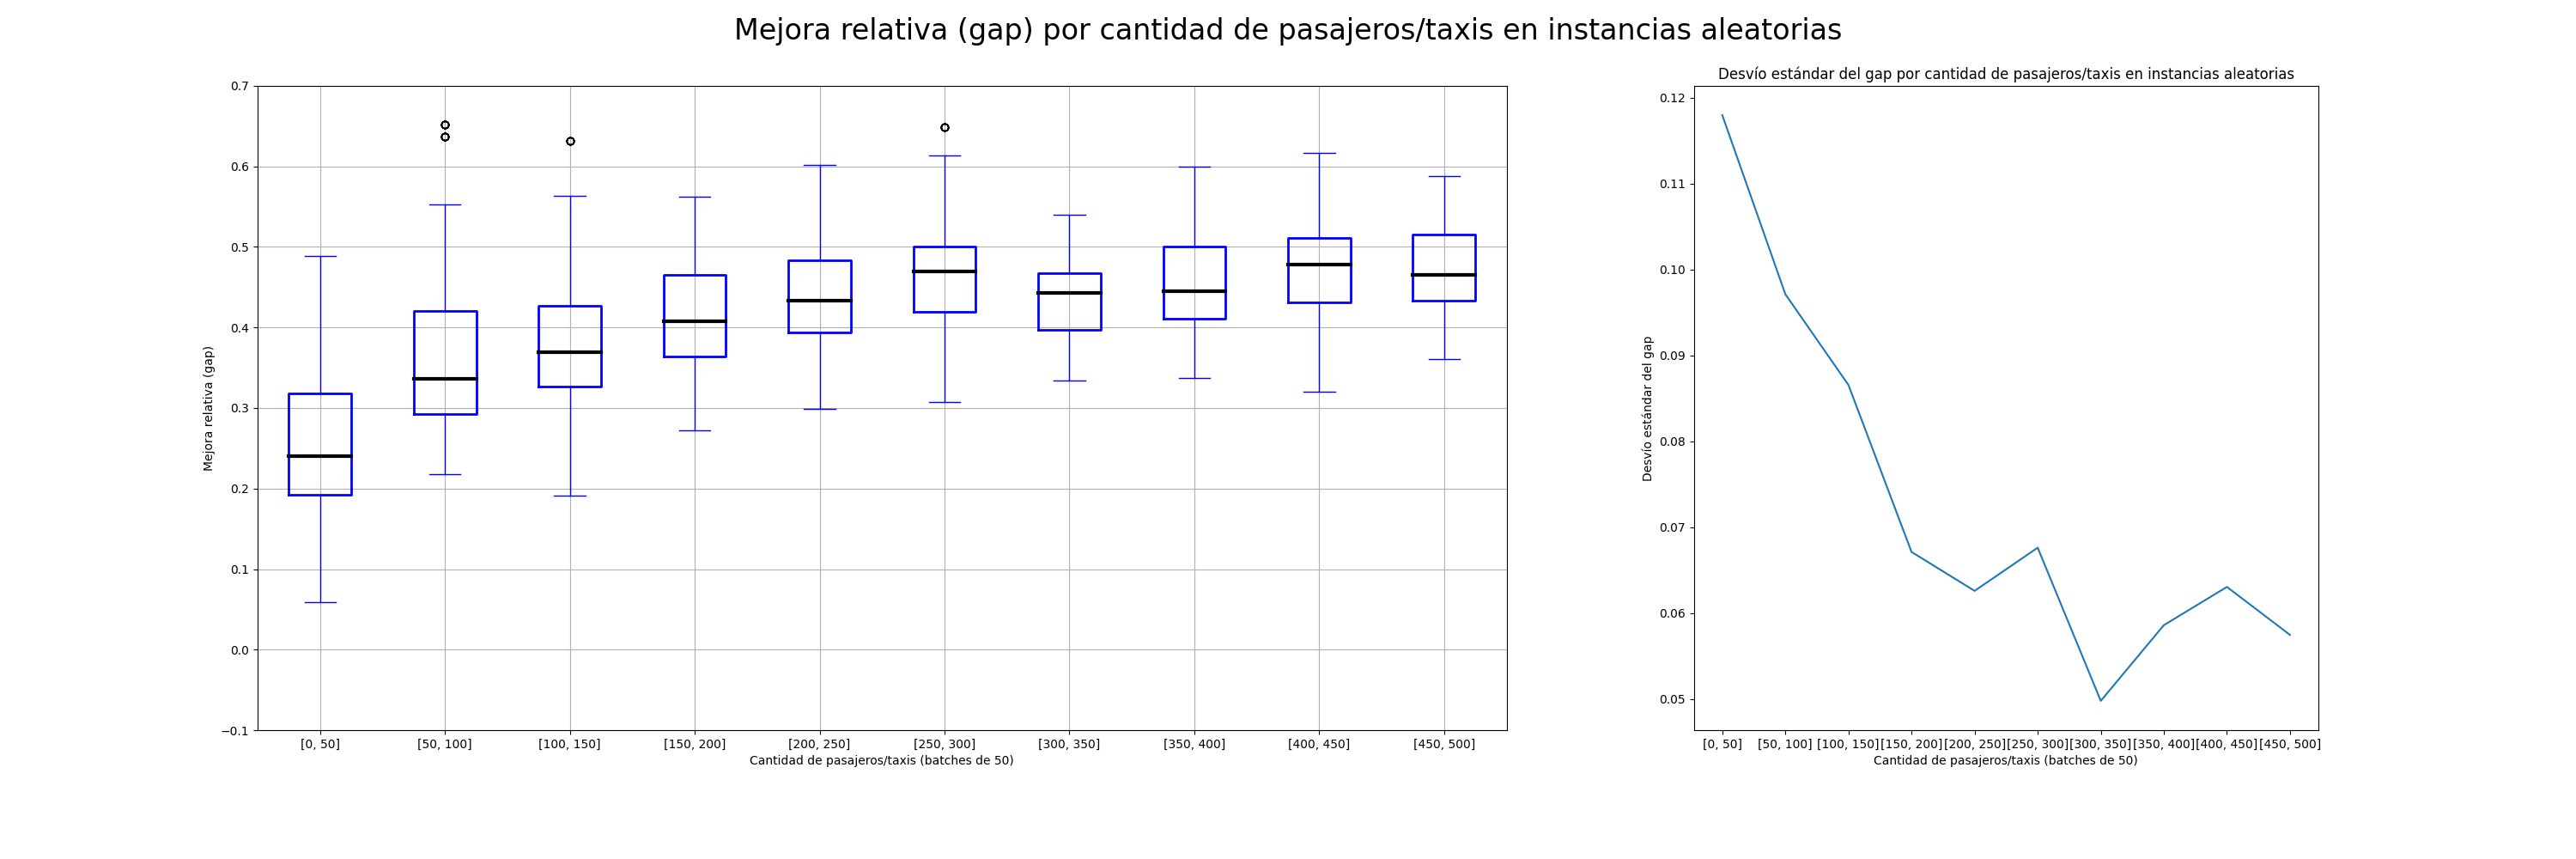 Mejora relativa (gap) por cantidad de pasajeros/taxis en instancias aleatorias
Mejora relativa (gap)
0.7
0.6
0.5
0.4
0.3
0.2
0.1
0.0
−0.1
[0, 50] [50, 100] [100, 150] [150, 200] [200, 250] [250, 300] [300, 350] [350, 400] [400, 450] [450, 500]
Cantidad de pasajeros/taxis (batches de 50)
Desvío estándar del gap por cantidad de pasajeros/taxis en instancias aleatorias
Desvío estándar del gap
0.12
0.11
0.10
0.09
0.08
0.07
0.06
0.05
[0, 50] [50, 100] [100, 150] [150, 200] [200, 250] [250, 300] [300, 350] [350, 400] [400, 450] [450, 500]
Cantidad de pasajeros/taxis (batches de 50)